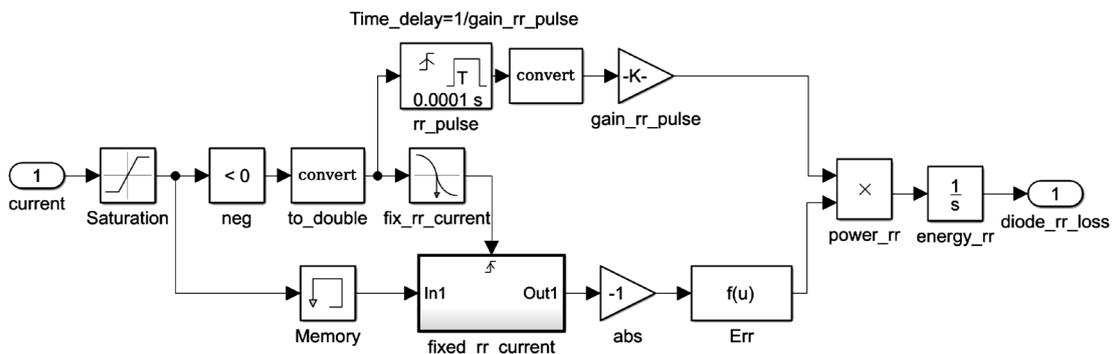 Time_delay=1/gain_rr_pulse
T
0.0001 s
rr_pulse
convert
-K-
gain_rr_pulse
1
current
Saturation
< 0
neg
convert
to_double
fix_rr_current
×
power_rr
1
s
energy_rr
1
diode_rr_loss
Memory
In1
Out1
fixed_rr_current
-1
abs
f(u)
Err